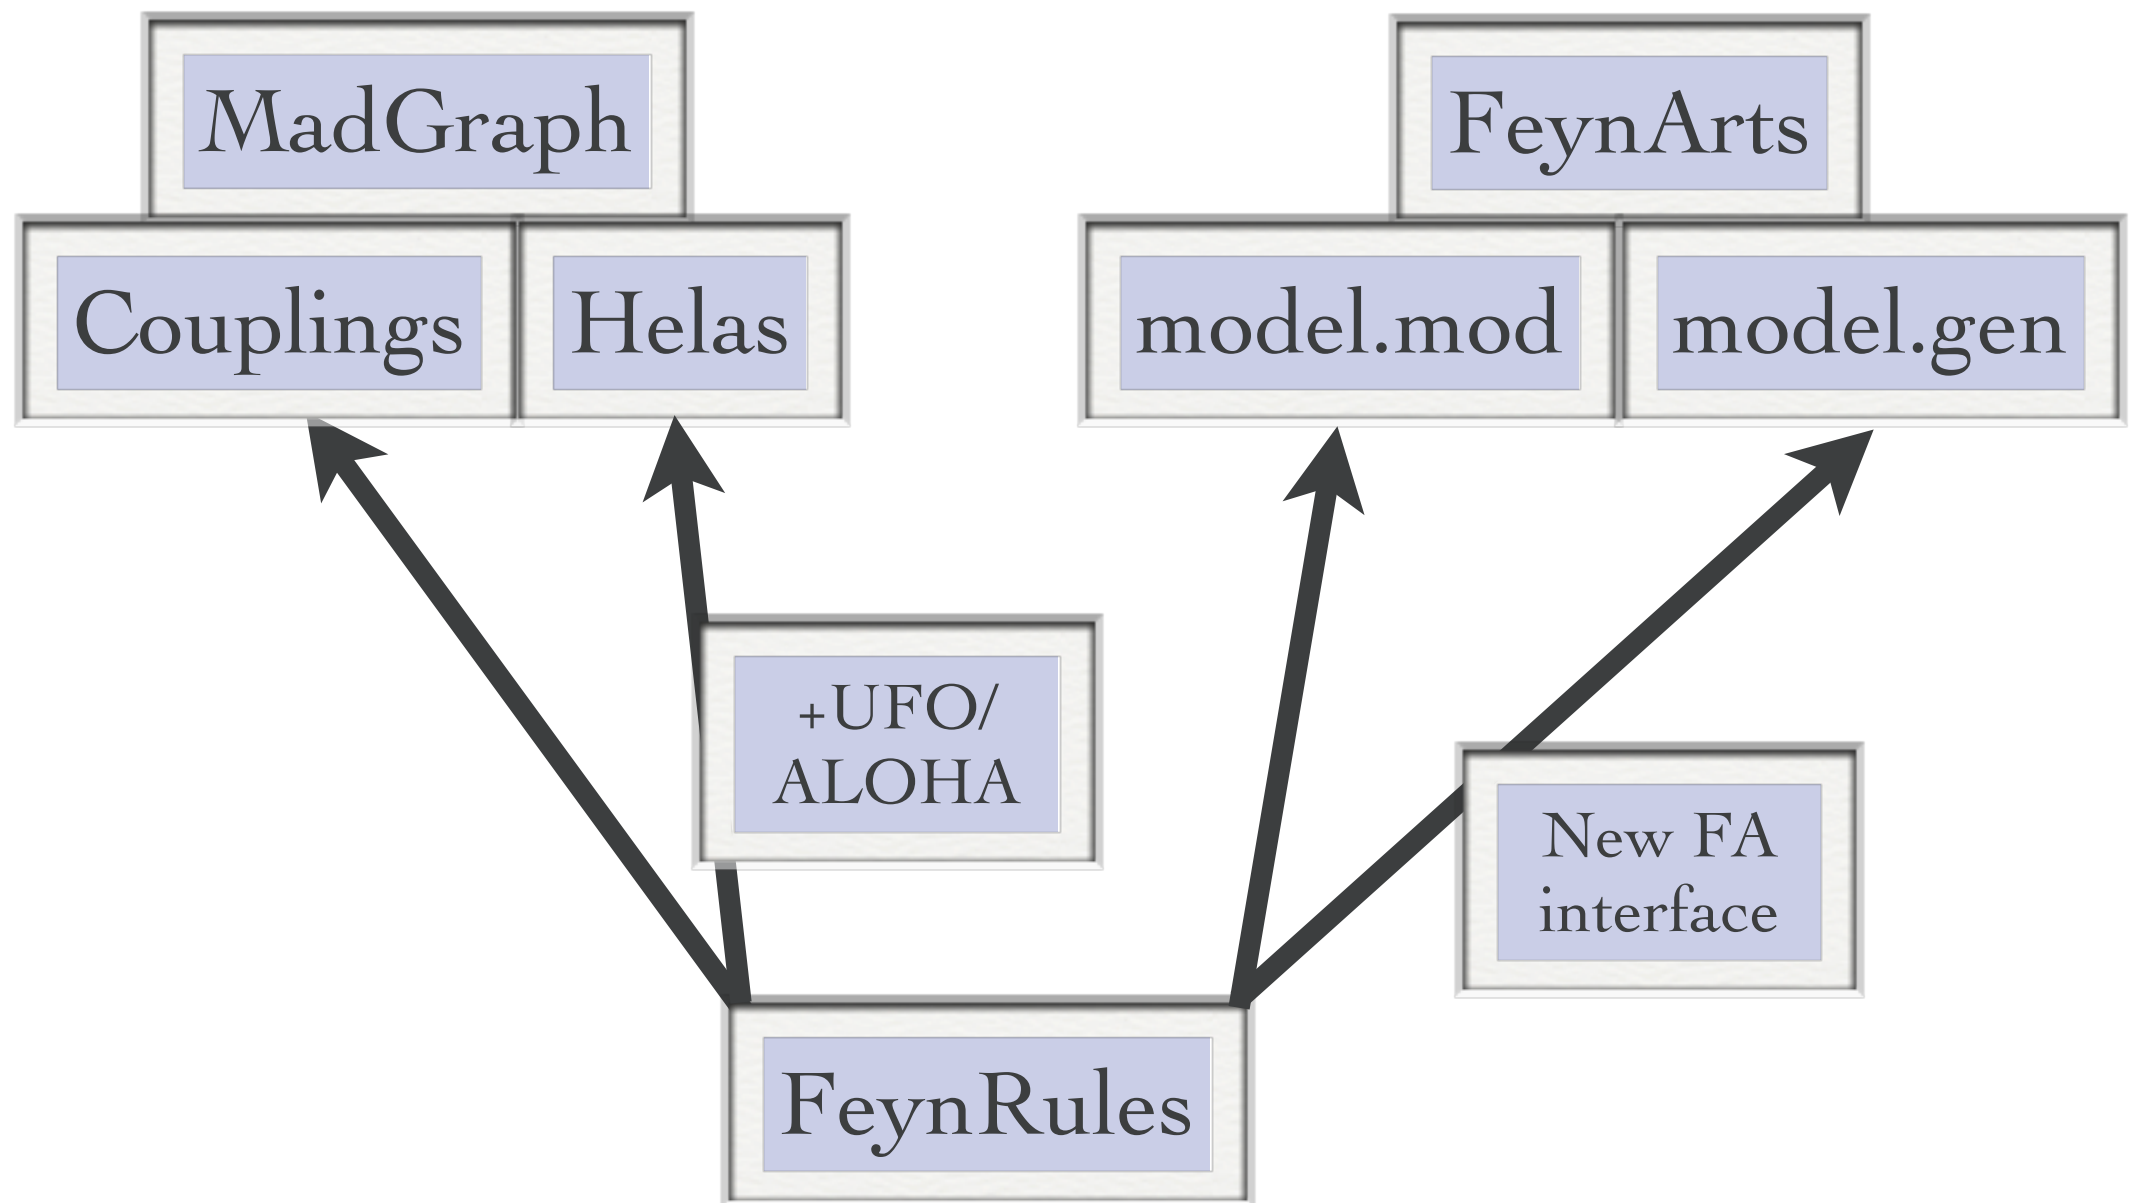 MadGraph
FeynArts
Couplings
Helas
model.mod
model.gen
+UFO/
ALOHA
New FA
interface
FeynRules